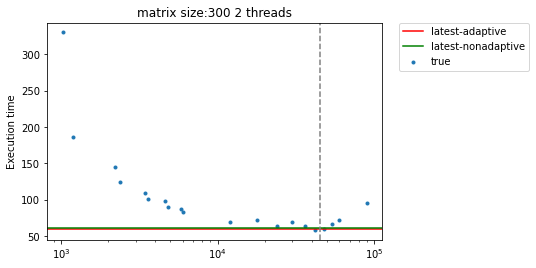 matrix size:300 2 threads
Execution time
300
250
200
150
100
50
10³
10⁴
10⁵
latest-adaptive
latest-nonadaptive
true